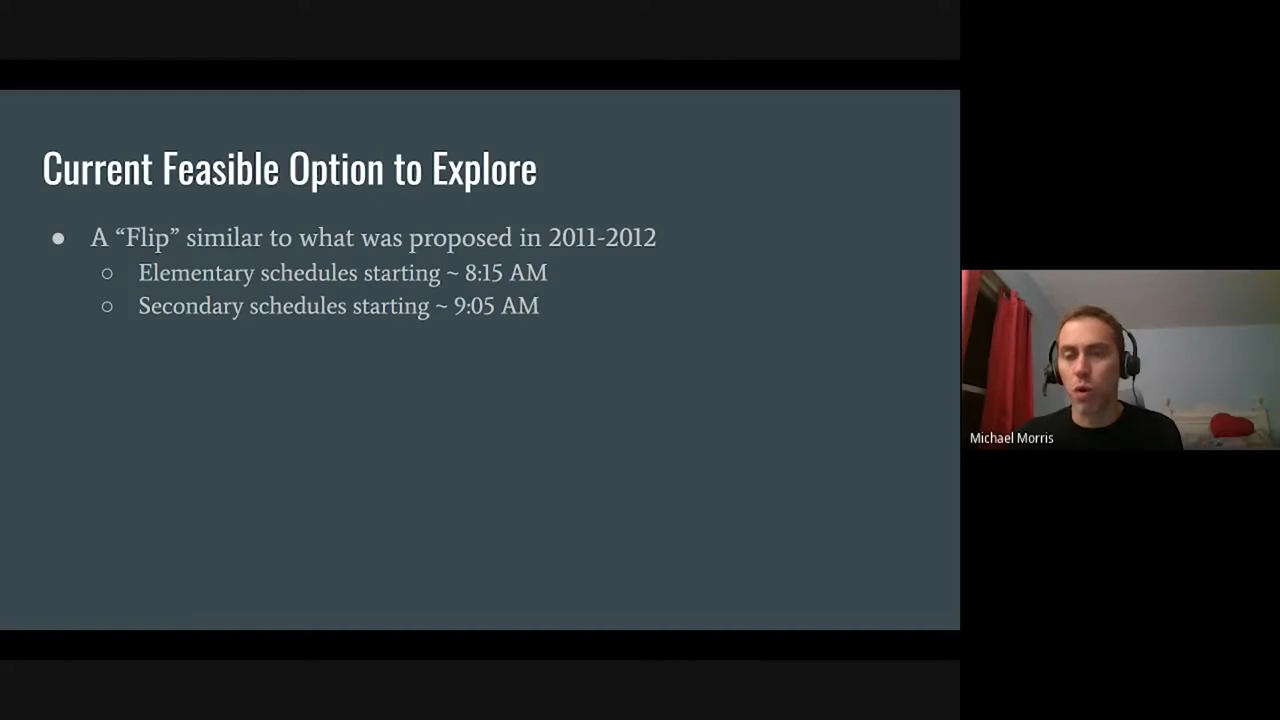 Current Feasible Option to Explore
● A “Flip” similar to what was proposed in 2011-2012
○ Elementary schedules starting ~ 8:15 AM
○ Secondary schedules starting ~ 9:05 AM
Michael Morris